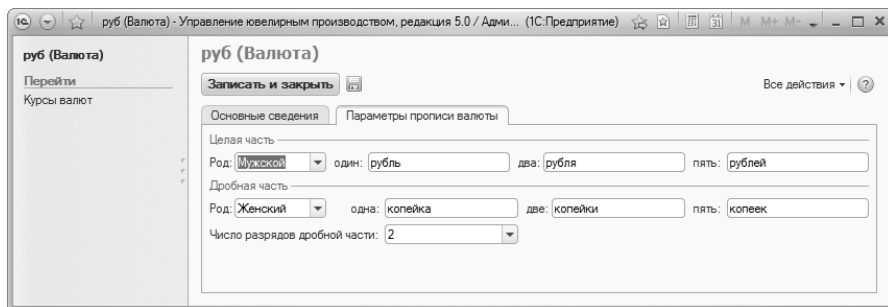 1С руб (Валюта) - Управление ювелирным производством, редакция 5.0 / Адми... (1С:Предприятие) 31 M M+ M-
руб (Валюта)
Перейти
Курсы валют
руб (Валюта)
Записать и закрыть Все действия ?
Основные сведения Параметры прописи валюты
Целая часть
Род: Мужской один: рубль два: рубля пять: рублей
Дробная часть
Род: Женский одна: копейка две: копейки пять: копеек
Число разрядов дробной части: 2